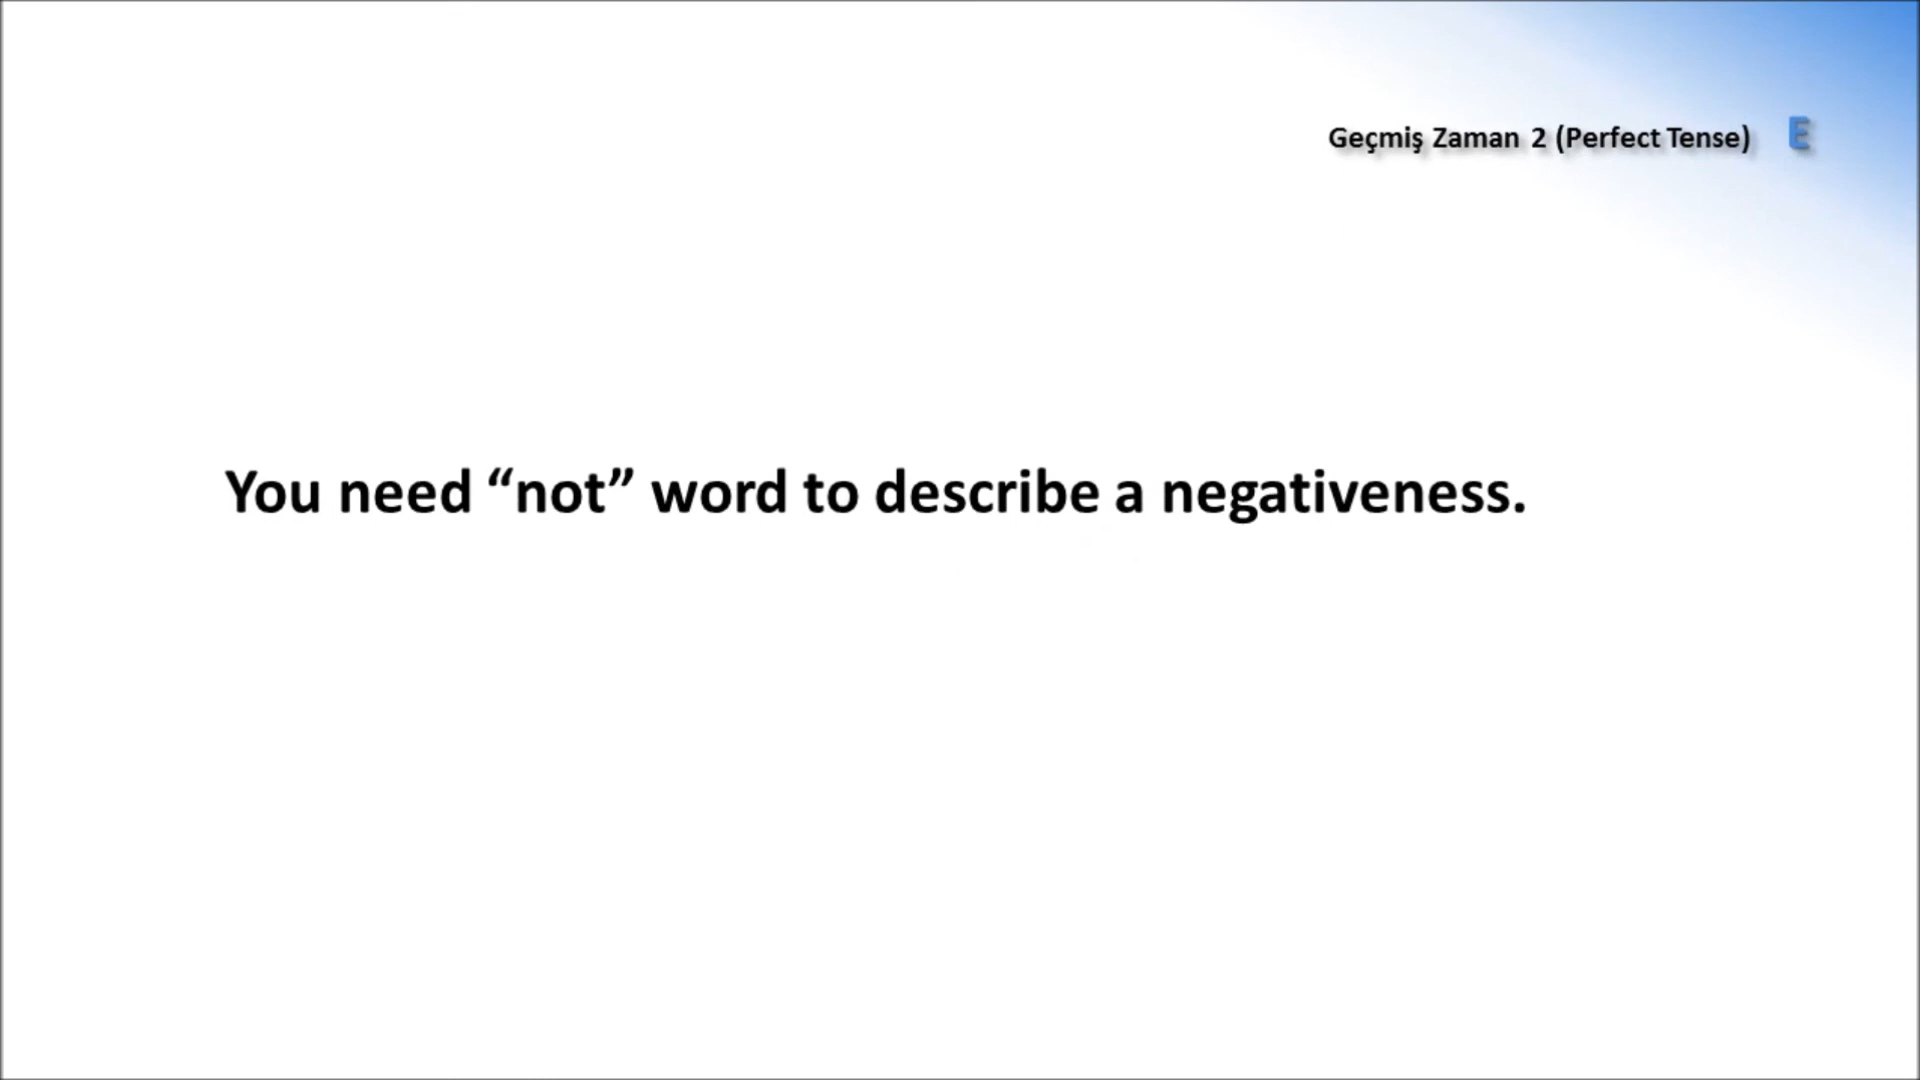 Geçmiş Zaman 2 (Perfect Tense) E
You need “not” word to describe a negativeness.